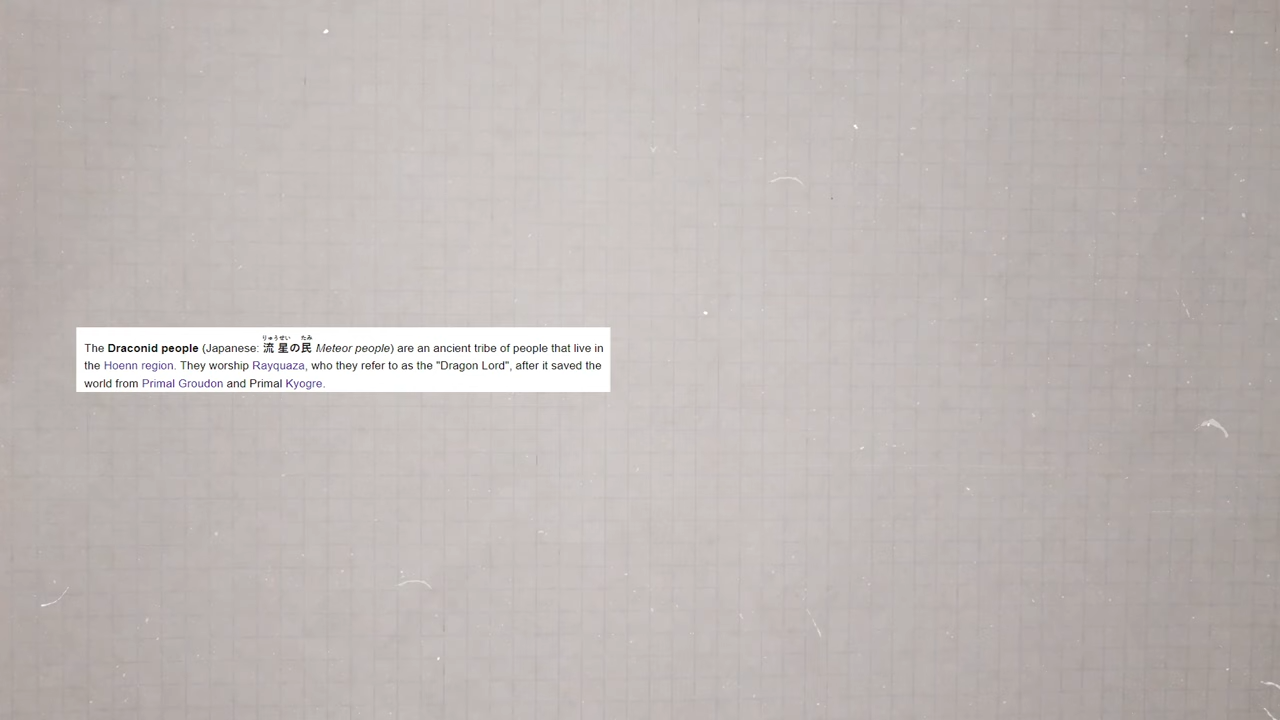 りゅうせい たみ
The Draconid people (Japanese: 流星の民 Meteor people) are an ancient tribe of people that live in
the Hoenn region. They worship Rayquaza, who they refer to as the "Dragon Lord", after it saved the
world from Primal Groudon and Primal Kyogre.